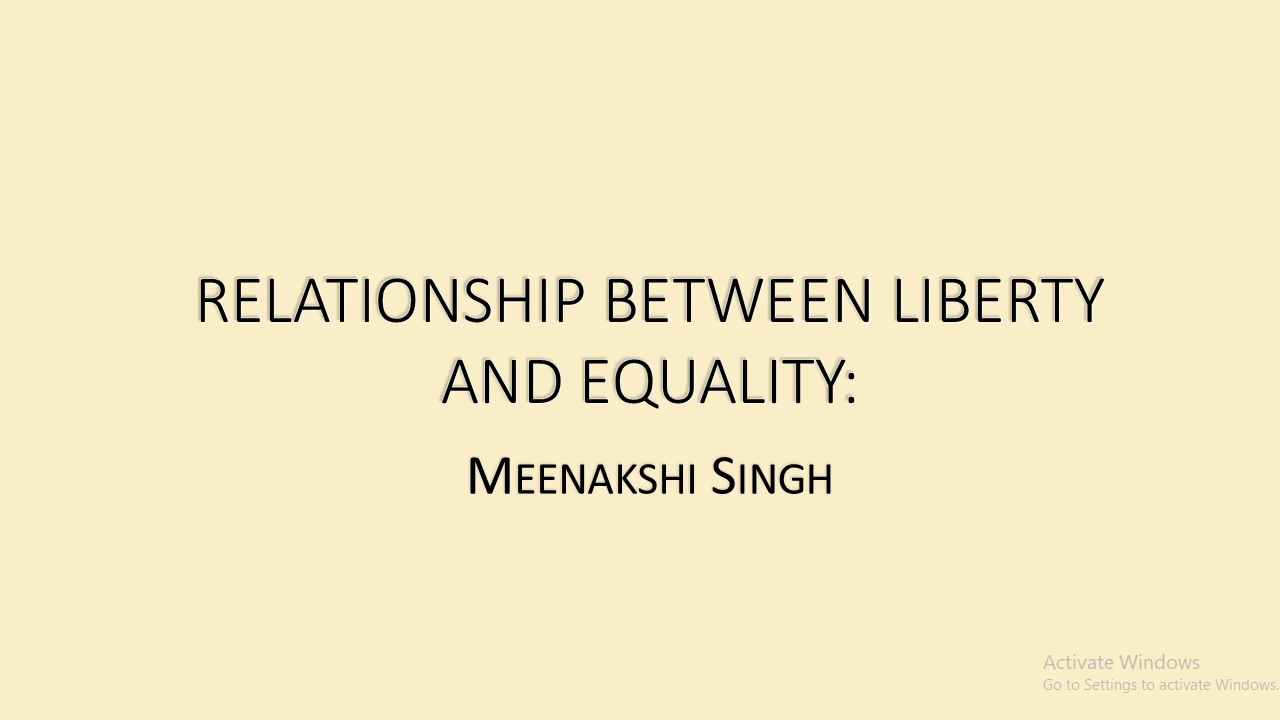 RELATIONSHIP BETWEEN LIBERTY
AND EQUALITY:
MEENAKSHI SINGH
Activate Windows
Go to Settings to activate Windows.